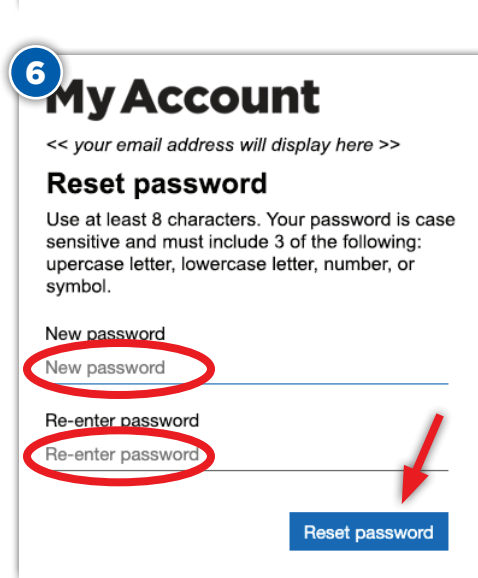 6
My Account
<< your email address will display here >>
Reset password
Use at least 8 characters. Your password is case
sensitive and must include 3 of the following:
upercase letter, lowercase letter, number, or
symbol.
New password
New password
Re-enter password
Re-enter password
Reset password